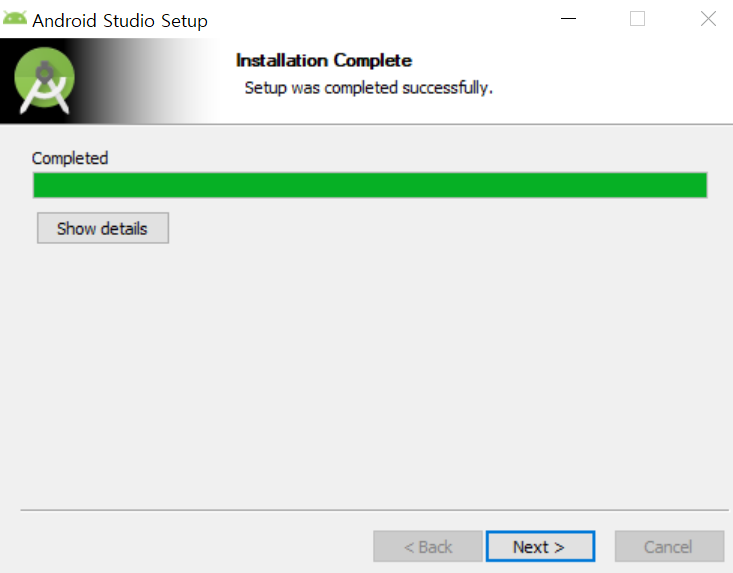 Android Studio Setup
Installation Complete
Setup was completed successfully.
Completed
Show details
< Back
Next >
Cancel